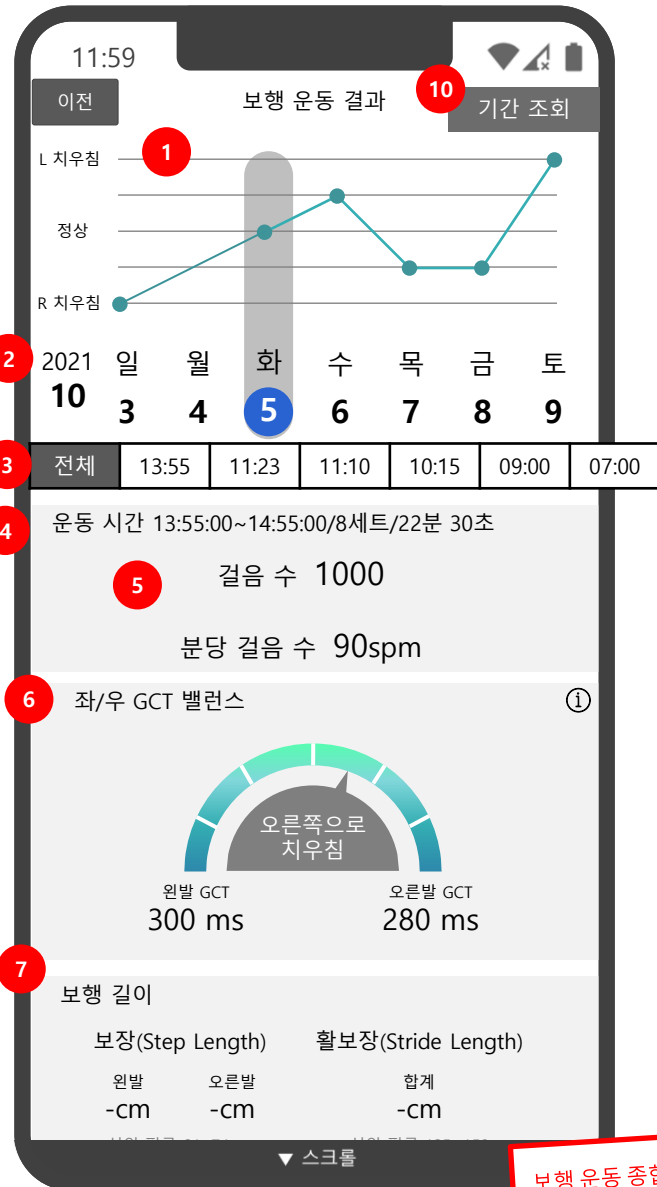 11:59
이전
보행 운동 결과
10
기간 조회
1
L 치우침
정상
R 치우침
2
2021 일 월 화 수 목 금 토
10 3 4 5 6 7 8 9
3
전체 13:55 11:23 11:10 10:15 09:00 07:00
4
운동 시간 13:55:00~14:55:00/8세트/22분 30초
5
걸음 수 1000
분당 걸음 수 90spm
6
좌/우 GCT 밸런스
i
오른쪽으로
치우침
왼발 GCT 오른발 GCT
300 ms 280 ms
7
보행 길이
보장(Step Length) 활보장(Stride Length)
왼발 오른발 합계
-cm -cm -cm
▼ 스크롤
보행 운동 종합